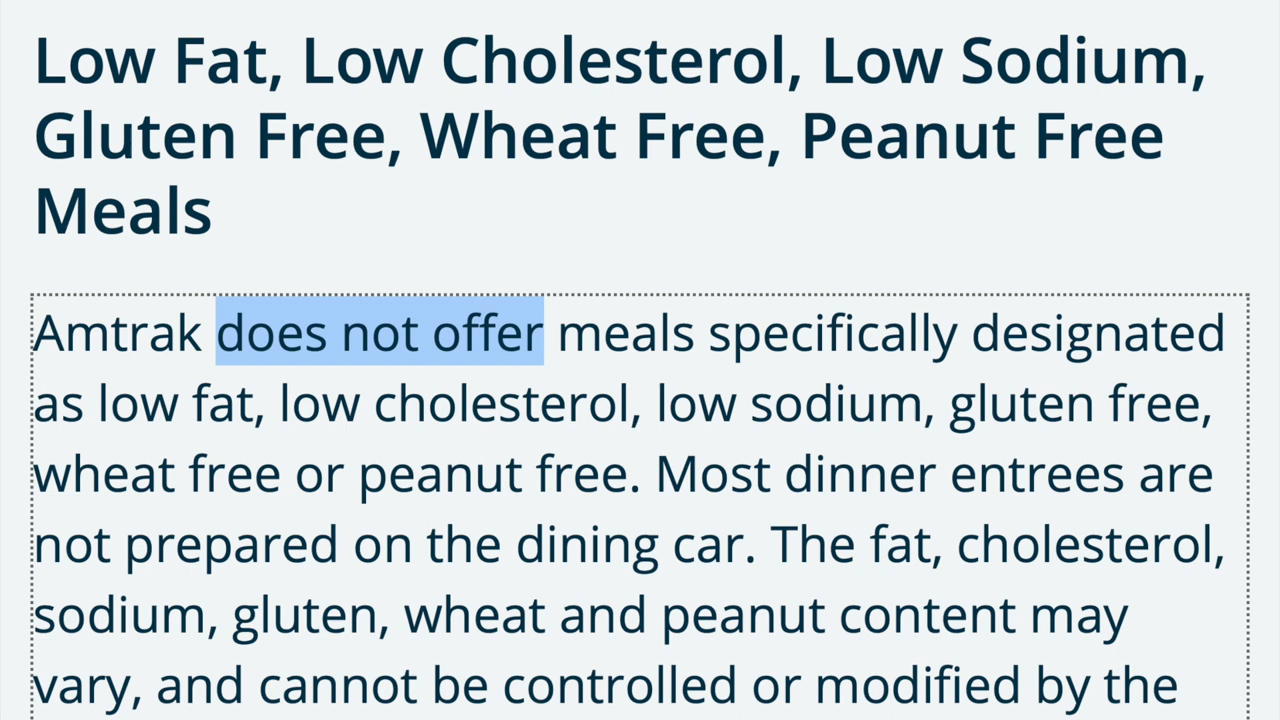 Low Fat, Low Cholesterol, Low Sodium,
Gluten Free, Wheat Free, Peanut Free
Meals
Amtrak does not offer meals specifically designated
as low fat, low cholesterol, low sodium, gluten free,
wheat free or peanut free. Most dinner entrees are
not prepared on the dining car. The fat, cholesterol,
sodium, gluten, wheat and peanut content may
vary, and cannot be controlled or modified by the